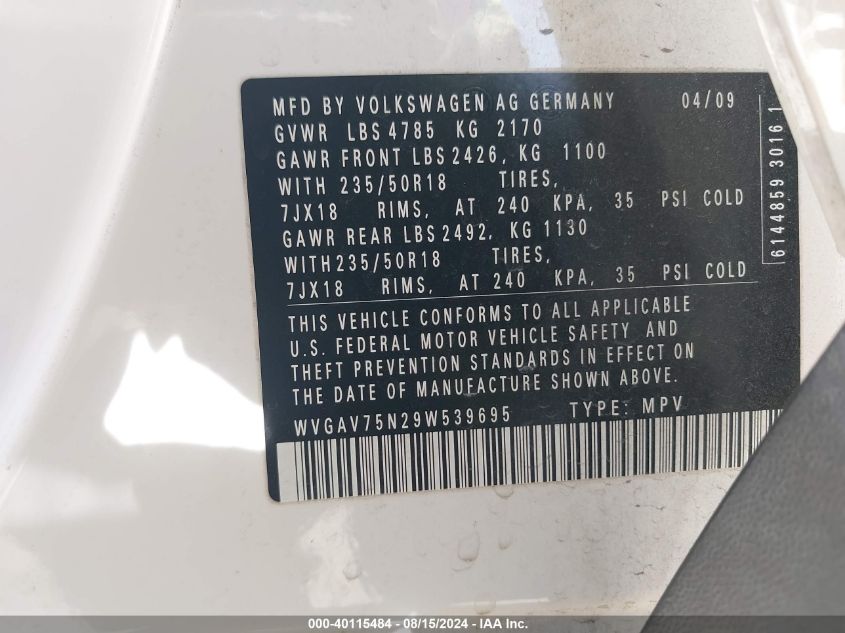 MFD BY VOLKSWAGEN AG GERMANY 04/09
GVWR LBS 4785 KG 2170
GAWR FRONT LBS 2426, KG 1100
WITH 235/50R18 TIRES,
7JX18 RIMS, AT 240 KPA, 35 PSI COLD
GAWR REAR LBS 2492, KG 1130
WITH 235/50R18 TIRES,
7JX18 RIMS, AT 240 KPA, 35 PSI COLD
THIS VEHICLE CONFORMS TO ALL APPLICABLE
U.S. FEDERAL MOTOR VEHICLE SAFETY AND
THEFT PREVENTION STANDARDS IN EFFECT ON
THE DATE OF MANUFACTURE SHOWN ABOVE.
WVGAV75N29W539695 TYPE: MPV
6144859 3016 1
000-40115484 - 08/15/2024 - IAA Inc.